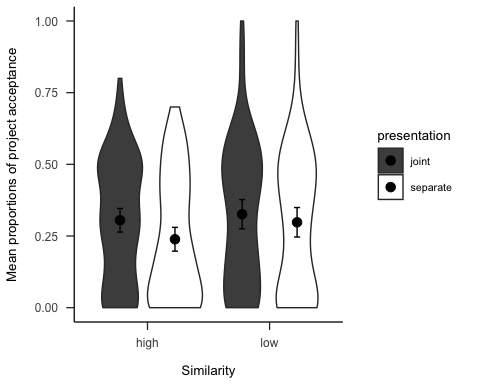 Mean proportions of project acceptance
1.00
0.75
0.50
0.25
0.00
high
low
Similarity
presentation
joint
separate